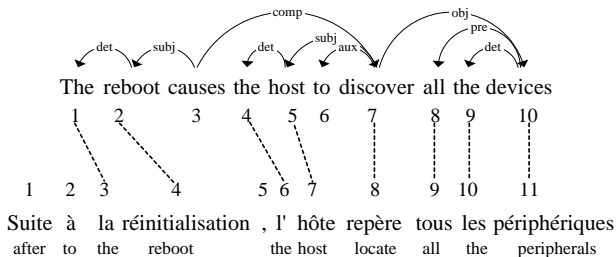 comp obj
pre
det subj det subj aux det
The reboot causes the host to discover all the devices
1 2 3 4 5 6 7 8 9 10
1 2 3 4 5 6 7 8 9 10 11
Suite à la réinitialisation , l' hôte repère tous les périphériques
after to the reboot the host locate all the peripherals